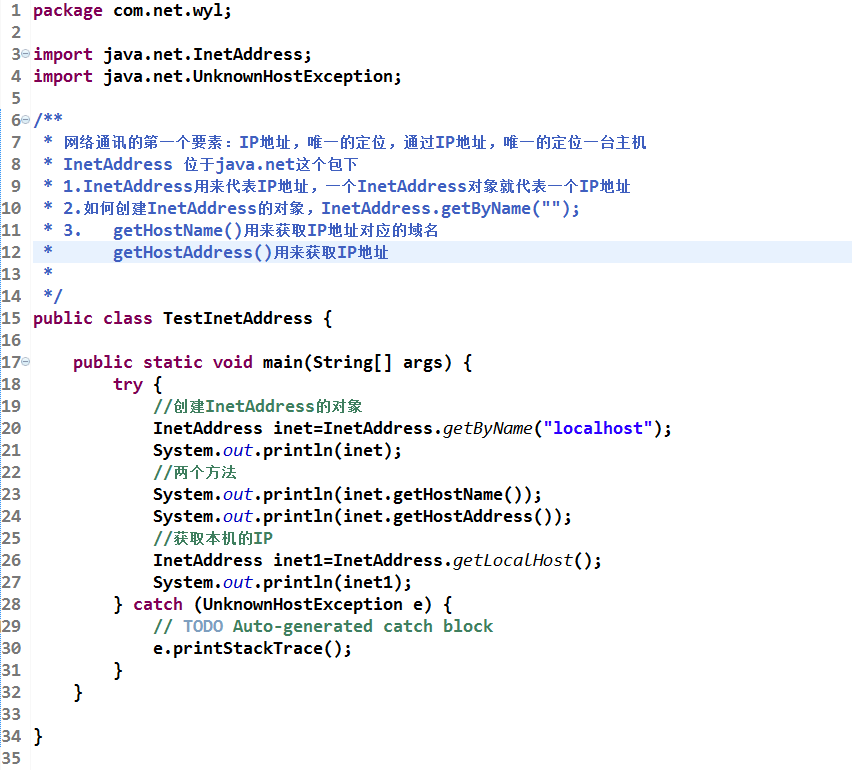 1 package com.net.wyl;
2
3 import java.net.InetAddress;
4 import java.net.UnknownHostException;
5
6 /**
7  * 网络通讯的第一个要素：IP地址，唯一的定位，通过IP地址，唯一的定位一台主机
8  * InetAddress 位于java.net这个包下
9  * 1.InetAddress用来代表IP地址，一个InetAddress对象就代表一个IP地址
10  * 2.如何创建InetAddress的对象，InetAddress.getByName("");
11  * 3.   getHostName()用来获取IP地址对应的域名
12  *      getHostAddress()用来获取IP地址
13  *
14  */
15 public class TestInetAddress {
16
17     public static void main(String[] args) {
18         try {
19             //创建InetAddress的对象
20             InetAddress inet=InetAddress.getByName("localhost");
21             System.out.println(inet);
22             //两个方法
23             System.out.println(inet.getHostName());
24             System.out.println(inet.getHostAddress());
25             //获取本机的IP
26             InetAddress inet1=InetAddress.getLocalHost();
27             System.out.println(inet1);
28         } catch (UnknownHostException e) {
29             // TODO Auto-generated catch block
30             e.printStackTrace();
31         }
32     }
33
34 }
35